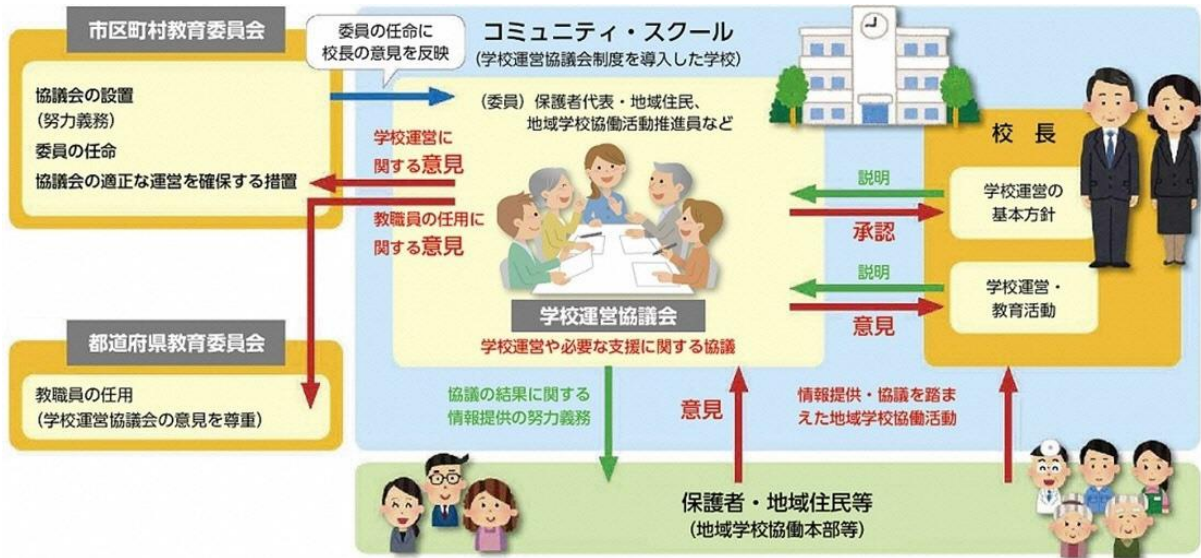 市区町村教育委員会
協議会の設置
(努力義務)
委員の任命
協議会の適正な運営を確保する措置
委員の任命に
校長の意見を反映
コミュニティ・スクール
(学校運営協議会制度を導入した学校)
(委員) 保護者代表・地域住民、
地域学校協働活動推進員など
学校運営に
関する意見
教職員の任用に
関する意見
学校運営協議会
学校運営や必要な支援に関する協議
校 長
説明
承認
学校運営の
基本方針
説明
意見
学校運営・
教育活動
都道府県教育委員会
教職員の任用
(学校運営協議会の意見を尊重)
協議の結果に関する
情報提供の努力義務
意見
情報提供・協議を踏ま
えた地域学校協働活動
保護者・地域住民等
(地域学校協働本部等)